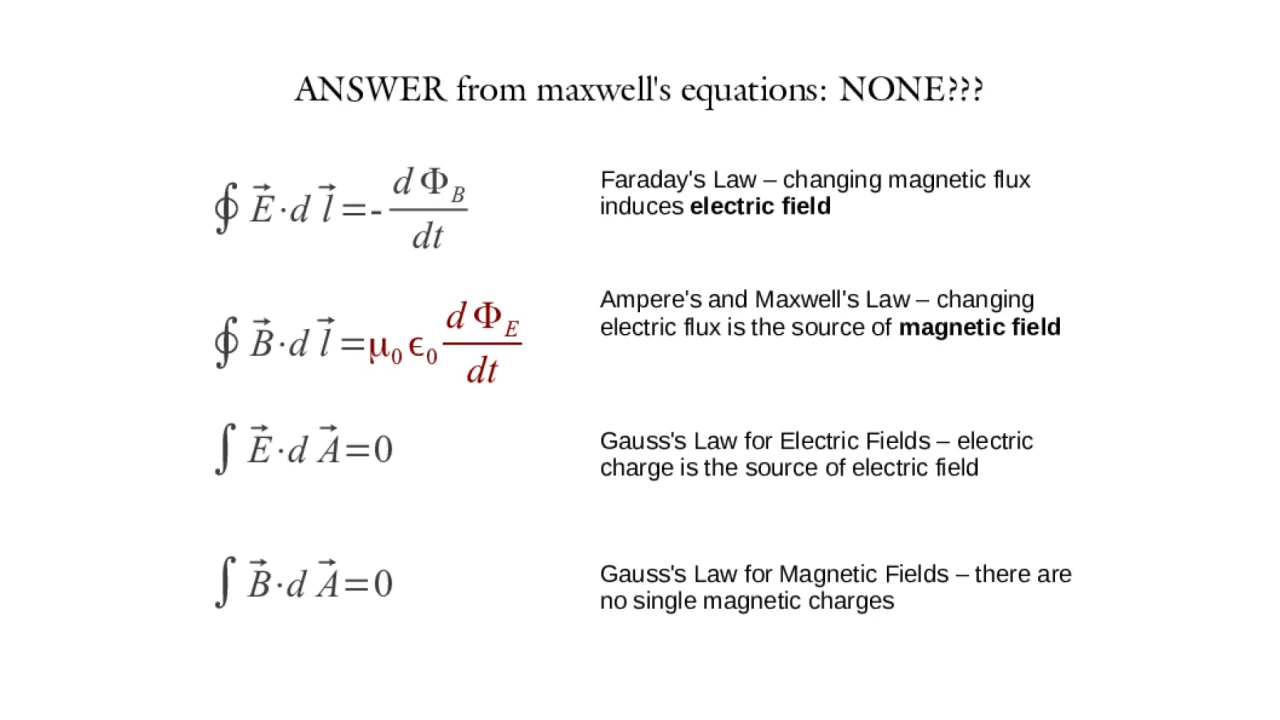 ANSWER from maxwell's equations: NONE???
∮ E⃗·d l⃗ =- dΦ_B/dt
Faraday's Law – changing magnetic flux
induces electric field
∮ B⃗·d l⃗ =μ₀ ϵ₀ dΦ_E/dt
Ampere's and Maxwell's Law – changing
electric flux is the source of magnetic field
∫ E⃗·d A⃗=0
Gauss's Law for Electric Fields – electric
charge is the source of electric field
∫ B⃗·d A⃗=0
Gauss's Law for Magnetic Fields – there are
no single magnetic charges